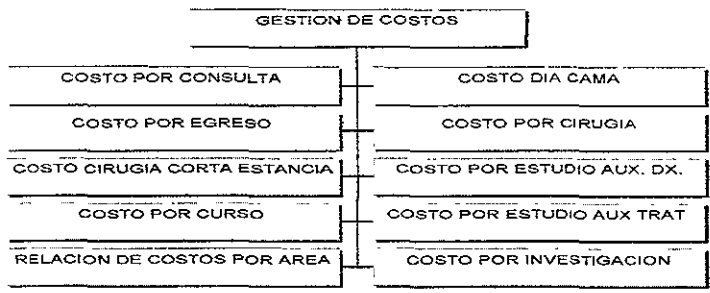 GESTION DE COSTOS
COSTO POR CONSULTA
COSTO DIA CAMA
COSTO POR EGRESO
COSTO POR CIRUGIA
COSTO CIRUGIA CORTA ESTANCIA
COSTO POR ESTUDIO AUX. DX.
COSTO POR CURSO
COSTO POR ESTUDIO AUX TRAT
RELACION DE COSTOS POR AREA
COSTO POR INVESTIGACION